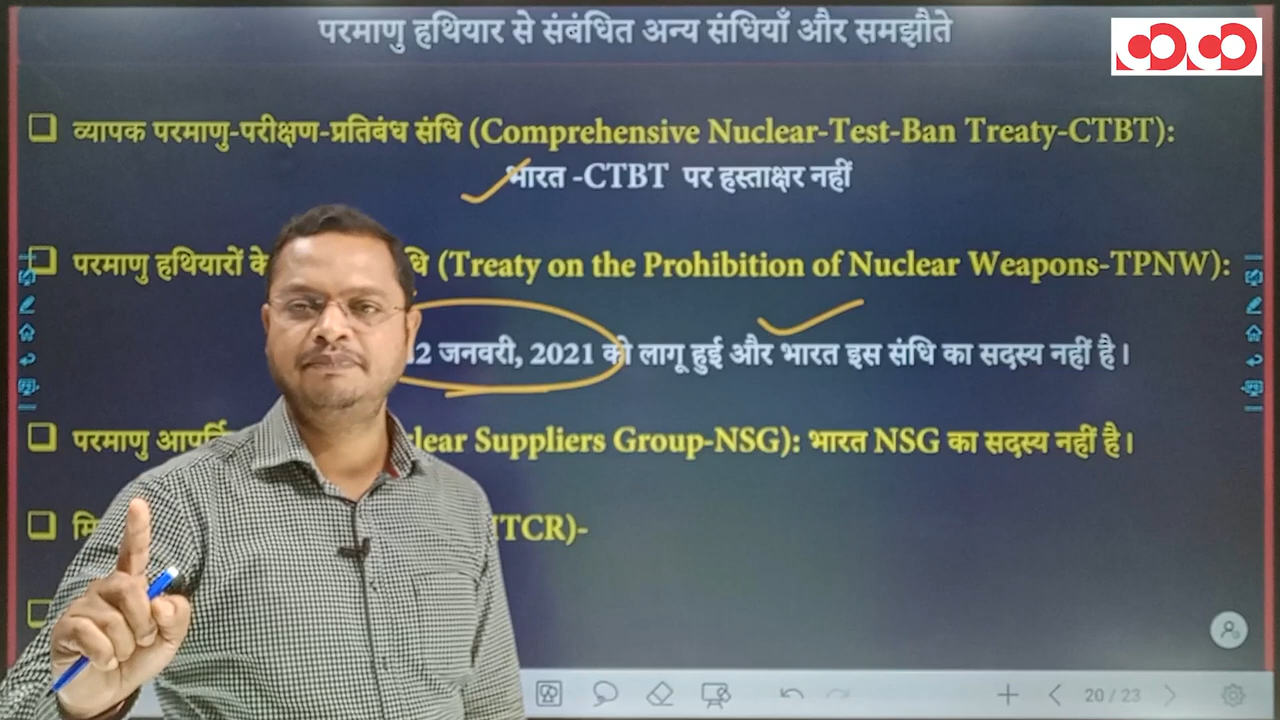 परमाणु हथियार से संबंधित अन्य संधियाँ और समझौते
व्यापक परमाणु-परीक्षण-प्रतिबंध संधि (Comprehensive Nuclear-Test-Ban Treaty-CTBT):
भारत -CTBT पर हस्ताक्षर नहीं
परमाणु हथियारों के (Treaty on the Prohibition of Nuclear Weapons-TPNW):
जनवरी, 2021 को लागू हुई और भारत इस संधि का सदस्य नहीं है।
परमाणु Suppliers Group-NSG): भारत NSG का सदस्य नहीं है।
20 / 23